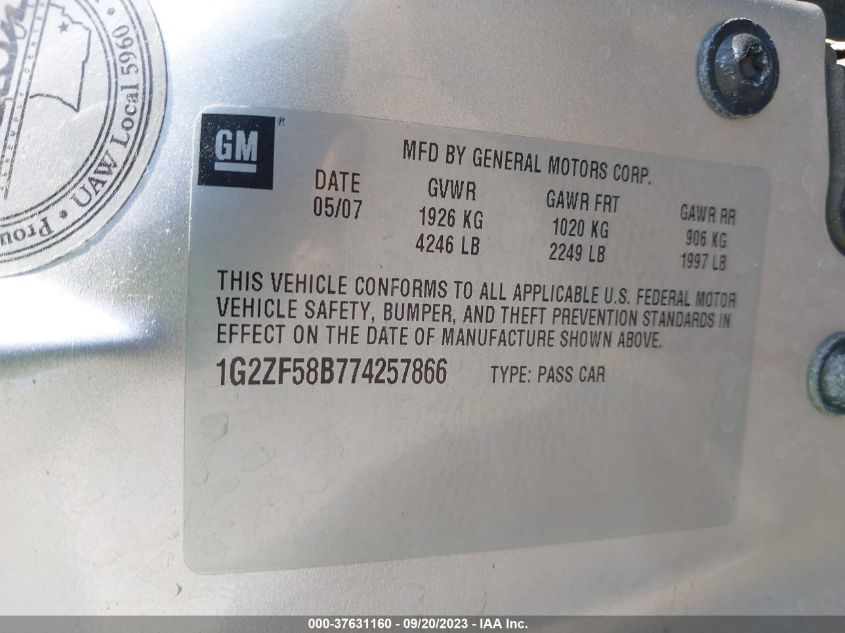 UAW Local 5960 •
GM®
MFD BY GENERAL MOTORS CORP.
DATE GVWR GAWR FRT GAWR RR
05/07 1926 KG 1020 KG 906 KG
4246 LB 2249 LB 1997 LB
THIS VEHICLE CONFORMS TO ALL APPLICABLE U.S. FEDERAL MOTOR
VEHICLE SAFETY, BUMPER, AND THEFT PREVENTION STANDARDS IN
EFFECT ON THE DATE OF MANUFACTURE SHOWN ABOVE.
1G2ZF58B774257866 TYPE: PASS CAR
000-37631160 - 09/20/2023 - IAA Inc.